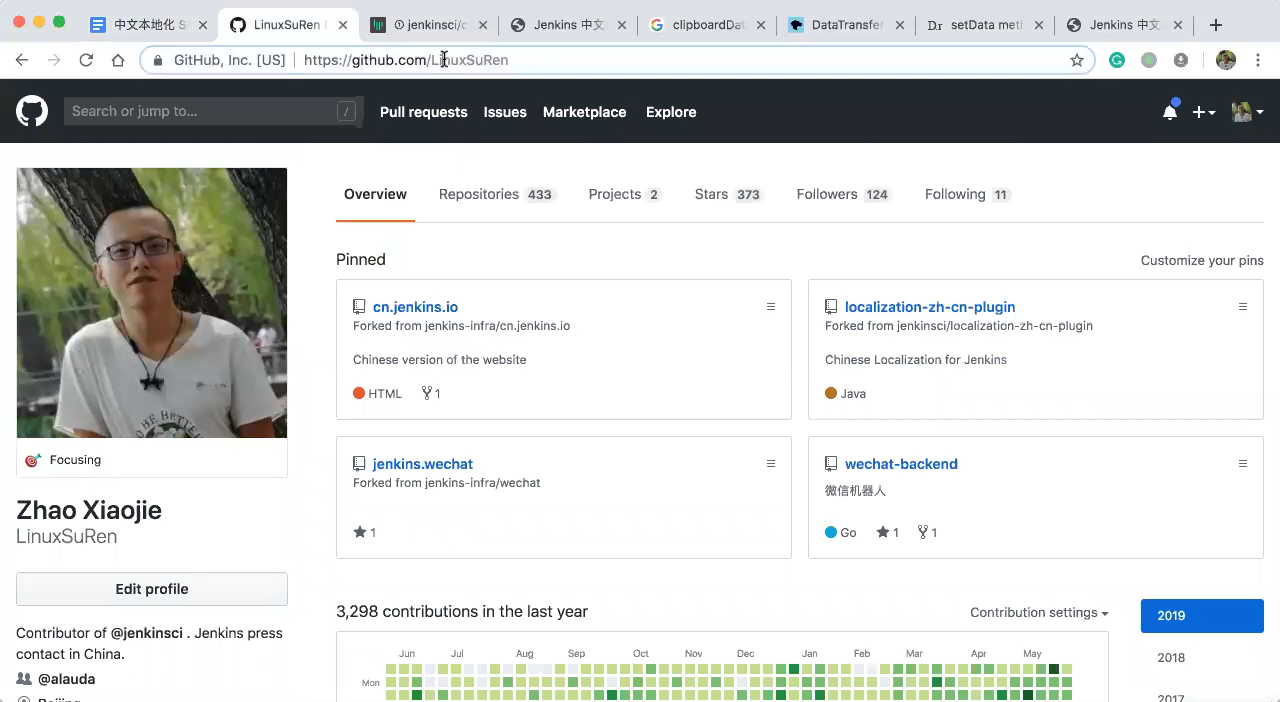 中文本地化 S
LinuxSuRen (
jenkinsci/c
Jenkins 中文
clipboardDat
DataTransfer
Dr setData meth
Jenkins 中文
GitHub, Inc. [US] | https://github.com/LinuxSuRen
Search or jump to... /
Pull requests Issues Marketplace Explore
Overview Repositories 433 Projects 2 Stars 373 Followers 124 Following 11
Pinned
Customize your pins
cn.jenkins.io
Forked from jenkins-infra/cn.jenkins.io
Chinese version of the website
HTML 1
localization-zh-cn-plugin
Forked from jenkinsci/localization-zh-cn-plugin
Chinese Localization for Jenkins
Java
jenkins.wechat
Forked from jenkins-infra/wechat
1
wechat-backend
微信机器人
Go 1 1
Focusing
Zhao Xiaojie
LinuxSuRen
Edit profile
Contributor of @jenkinsci . Jenkins press
contact in China.
@alauda
Beijing
3,298 contributions in the last year
Contribution settings
Jun Jul Aug Sep Oct Nov Dec Jan Feb Mar Apr May
Mon
2019
2018
2017